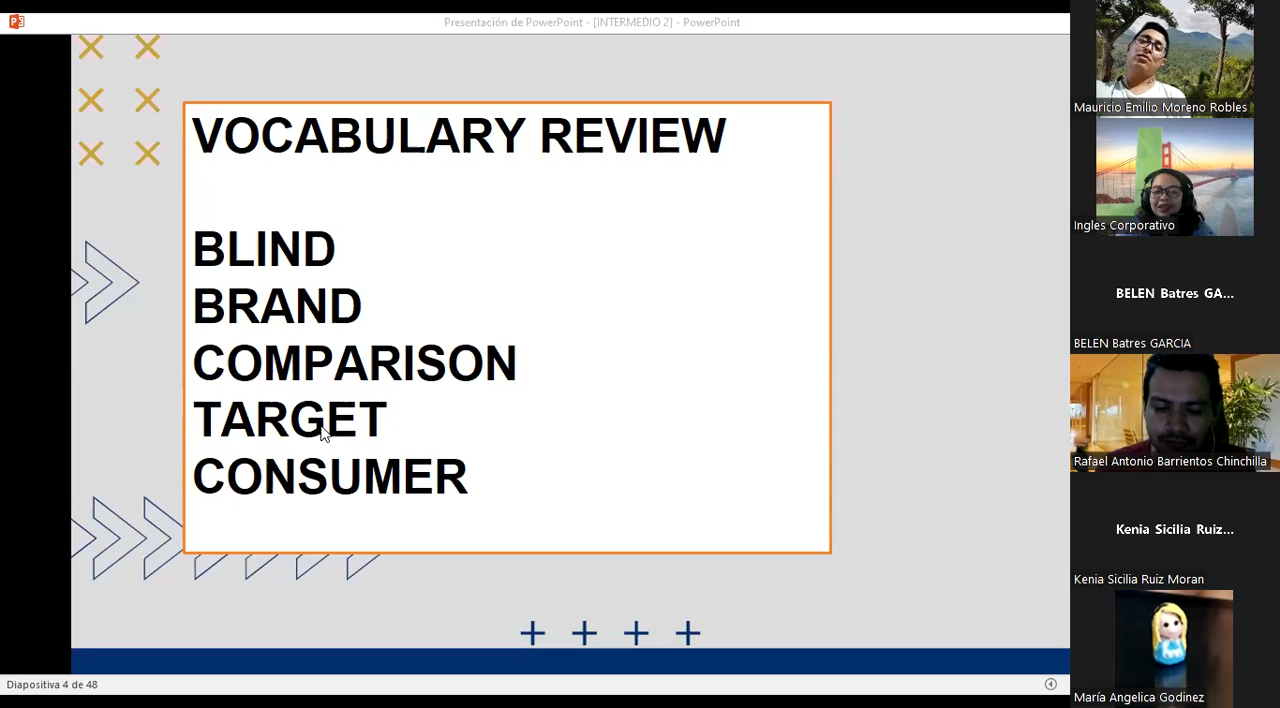 Presentación de PowerPoint - [INTERMEDIO 2] - PowerPoint
VOCABULARY REVIEW
BLIND
BRAND
COMPARISON
TARGET
CONSUMER
Diapositiva 4 de 48
Mauricio Emilio Moreno Robles
Ingles Corporativo
BELEN Batres GA...
BELEN Batres GARCIA
Rafael Antonio Barrientos Chinchilla
Kenia Sicilia Ruiz...
Kenia Sicilia Ruiz Moran
María Angelica Godinez